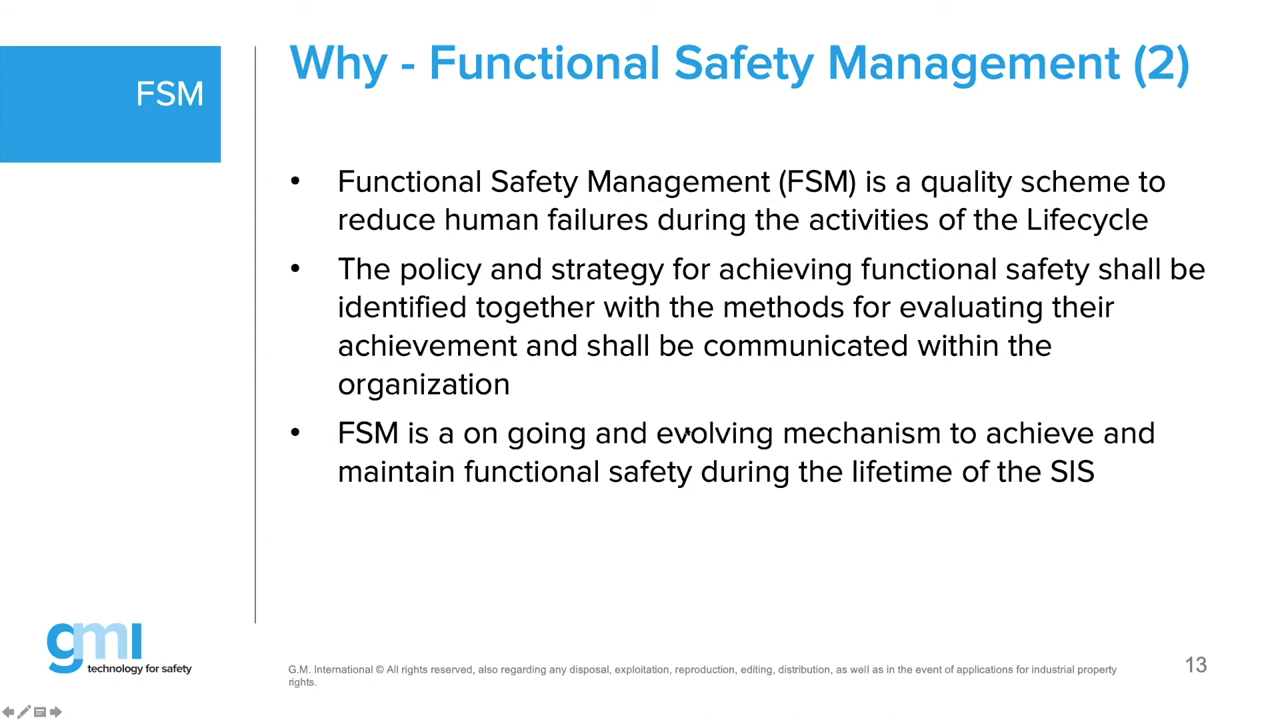 FSM
Why - Functional Safety Management (2)
• Functional Safety Management (FSM) is a quality scheme to
reduce human failures during the activities of the Lifecycle
• The policy and strategy for achieving functional safety shall be
identified together with the methods for evaluating their
achievement and shall be communicated within the
organization
• FSM is a on going and evolving mechanism to achieve and
maintain functional safety during the lifetime of the SIS
gmi
technology for safety
G.M. International © All rights reserved, also regarding any disposal, exploitation, reproduction, editing, distribution, as well as in the event of applications for industrial property
rights.
13